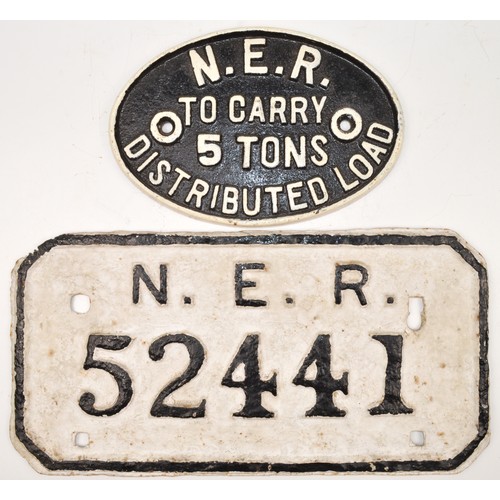 N.E.R.
TO CARRY
5 TONS
DISTRIBUTED LOAD
N. E. R.
52441